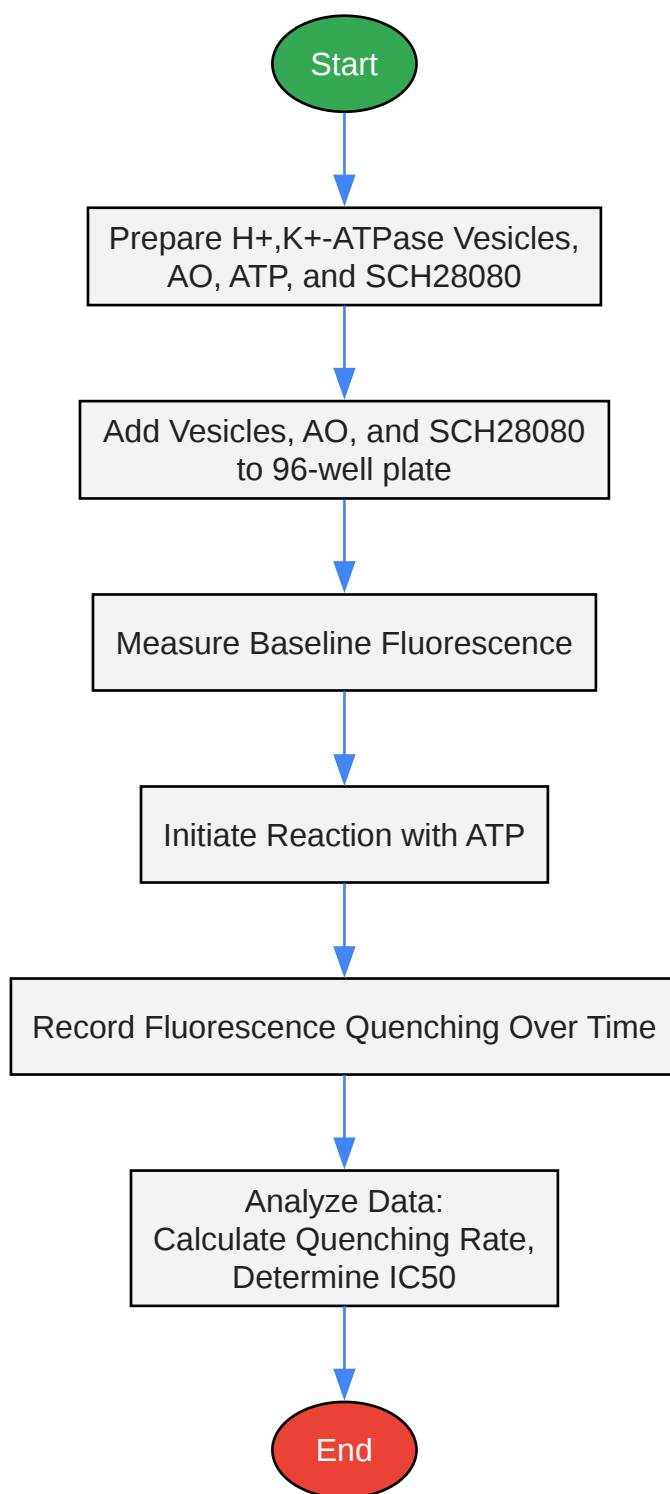 Start
Prepare H+,K+-ATPase Vesicles,
AO, ATP, and SCH28080
Add Vesicles, AO, and SCH28080
to 96-well plate
Measure Baseline Fluorescence
Initiate Reaction with ATP
Record Fluorescence Quenching Over Time
Analyze Data:
Calculate Quenching Rate,
Determine IC50
End